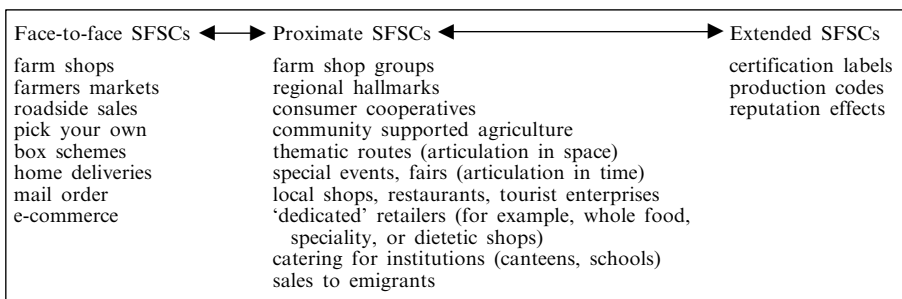 Face-to-face SFSCs Proximate SFSCs Extended SFSCs
farm shops farm shop groups certification labels
farmers markets regional hallmarks production codes
roadside sales consumer cooperatives reputation effects
pick your own community supported agriculture
box schemes thematic routes (articulation in space)
home deliveries special events, fairs (articulation in time)
mail order local shops, restaurants, tourist enterprises
e-commerce ‘dedicated’ retailers (for example, whole food,
speciality, or dietetic shops)
catering for institutions (canteens, schools)
sales to emigrants